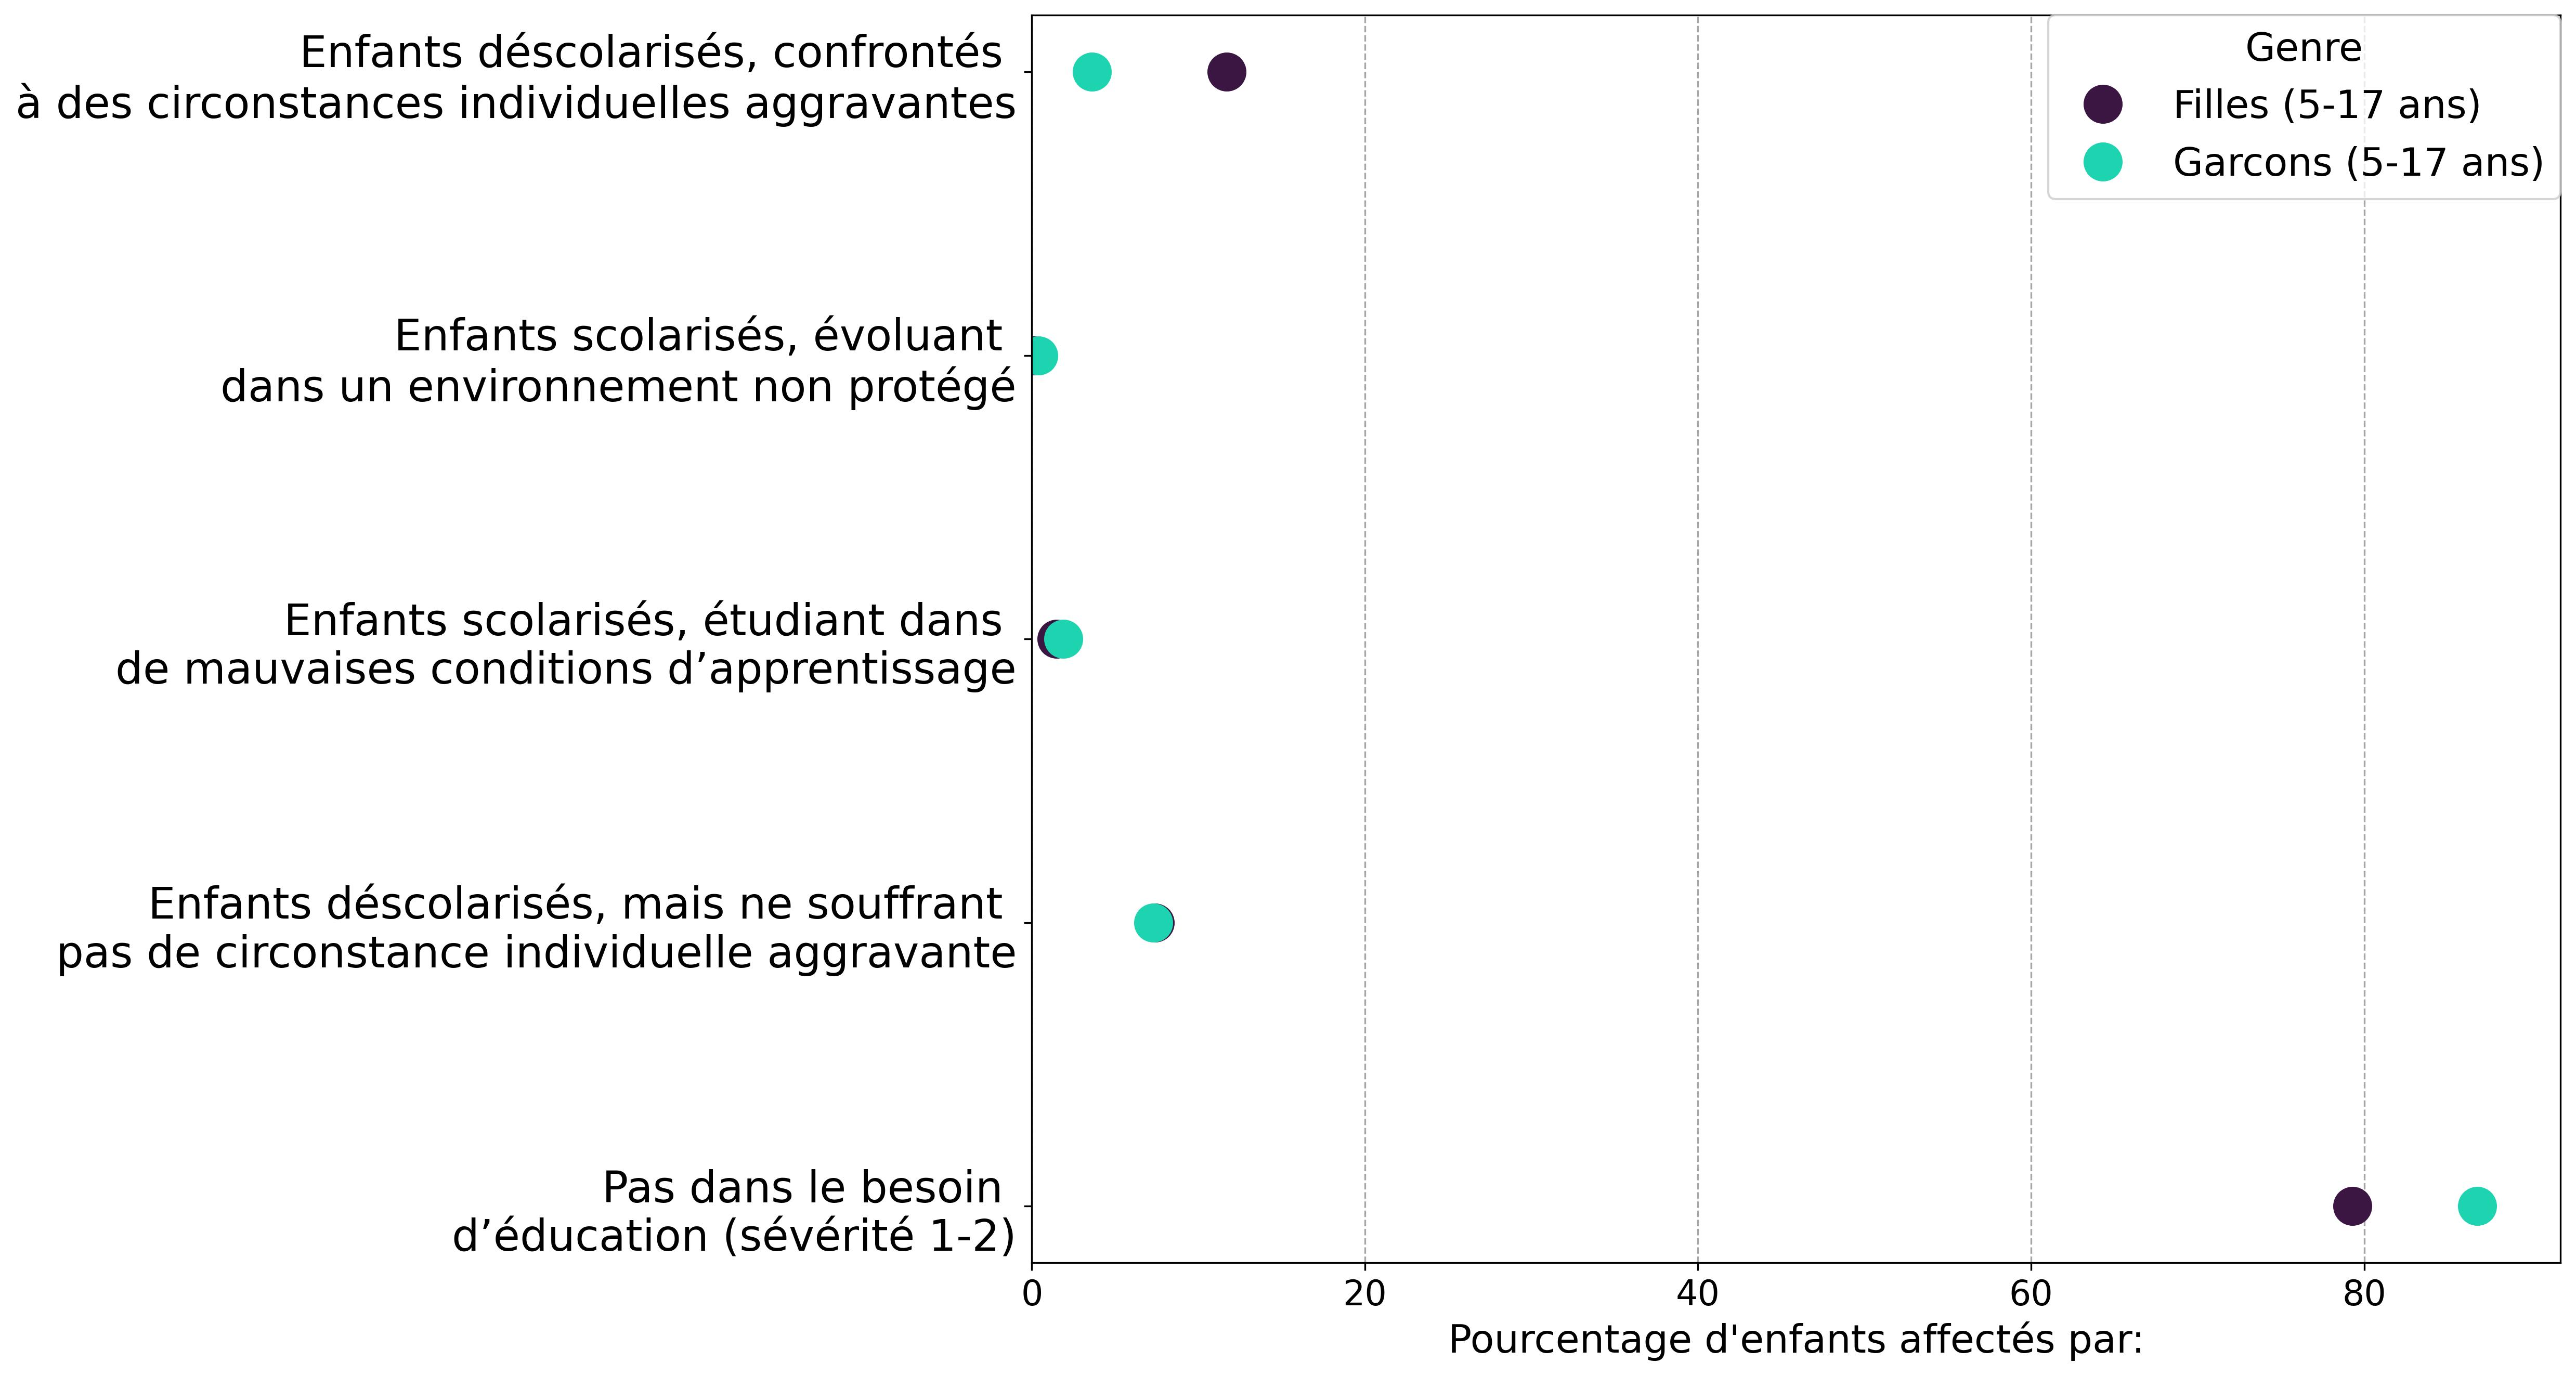 Enfants déscolarisés, confrontés
à des circonstances individuelles aggravantes
Enfants scolarisés, évoluant
dans un environnement non protégé
Enfants scolarisés, étudiant dans
de mauvaises conditions d’apprentissage
Enfants déscolarisés, mais ne souffrant
pas de circonstance individuelle aggravante
Pas dans le besoin
d’éducation (sévérité 1-2)
Genre
Filles (5-17 ans)
Garcons (5-17 ans)
0 20 40 60 80
Pourcentage d'enfants affectés par: